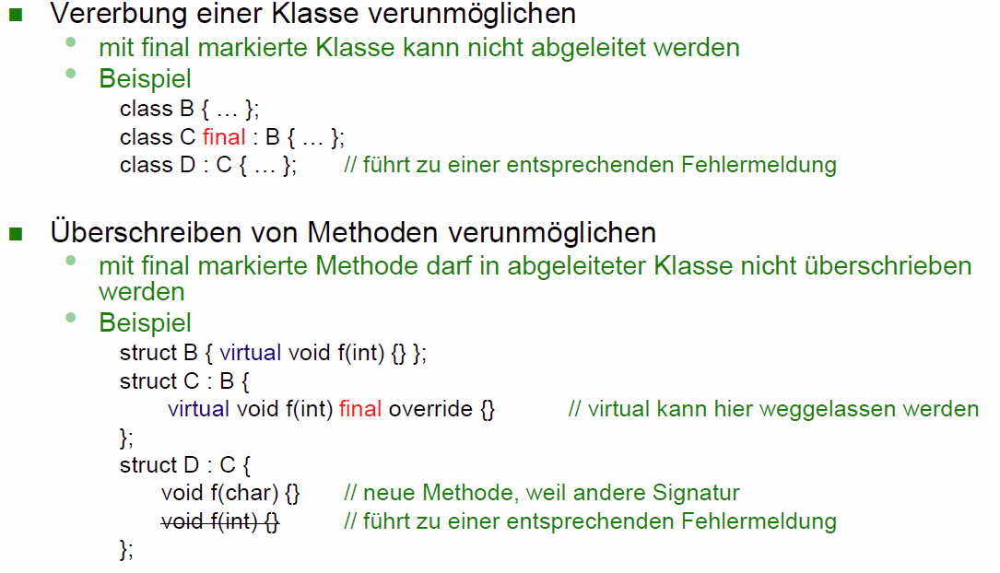 Vererbung einer Klasse verunmöglichen
mit final markierte Klasse kann nicht abgeleitet werden
Beispiel
class B { … };
class C final : B { … };
class D : C { … }; // führt zu einer entsprechenden Fehlermeldung
Überschreiben von Methoden verunmöglichen
mit final markierte Methode darf in abgeleiteter Klasse nicht überschrieben
werden
Beispiel
struct B { virtual void f(int) {} };
struct C : B {
virtual void f(int) final override {} // virtual kann hier weggelassen werden
};
struct D : C {
void f(char) {} // neue Methode, weil andere Signatur
void f(int) {} // führt zu einer entsprechenden Fehlermeldung
};